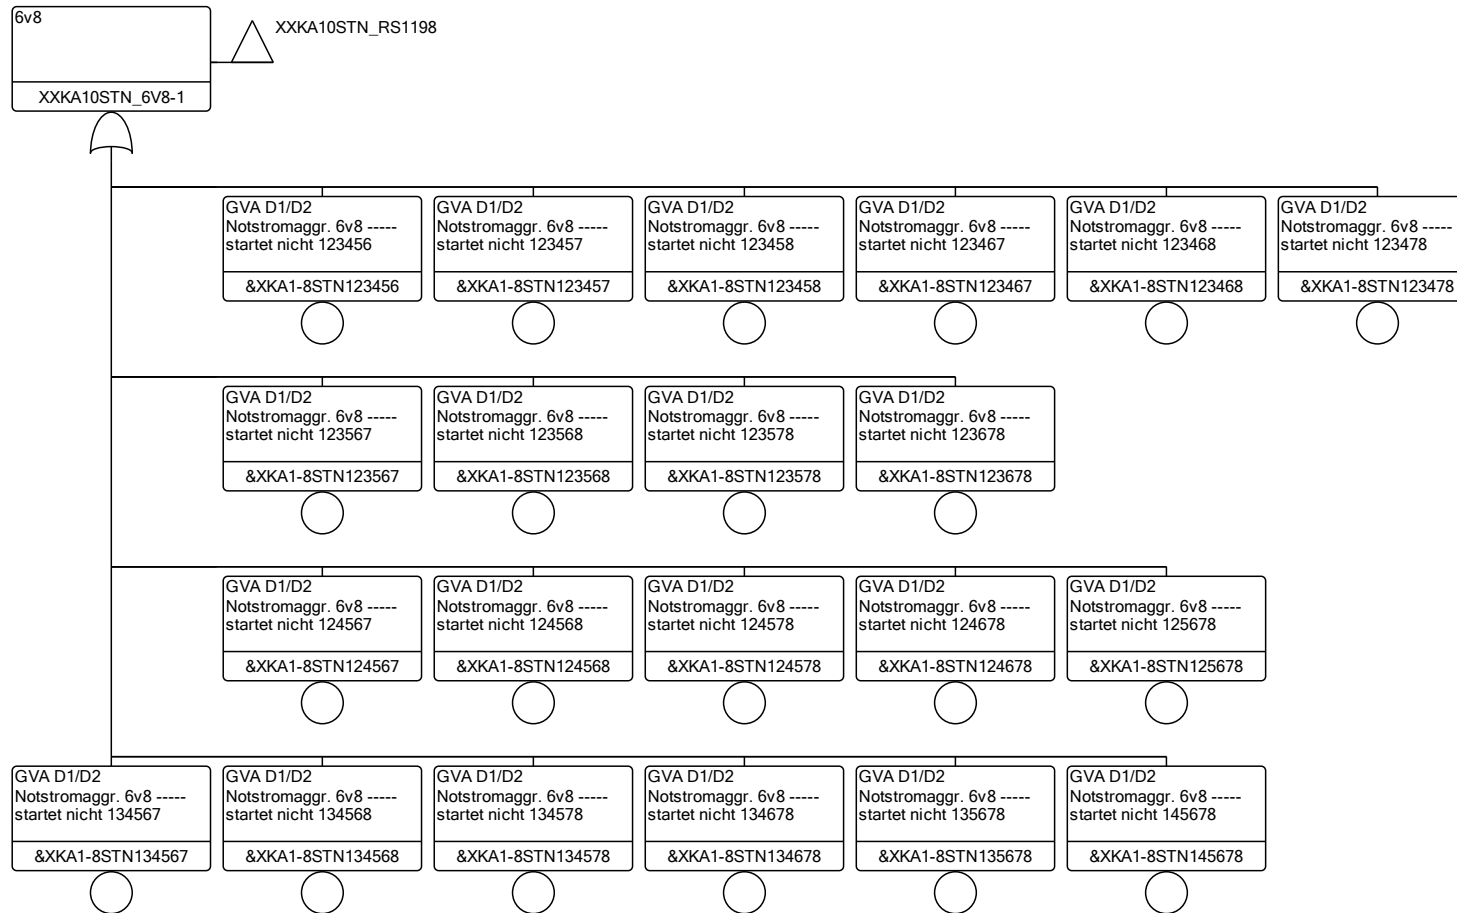 6v8
XXKA10STN_RS1198
XXKA10STN_6V8-1
GVA D1/D2
Notstromaggr. 6v8 -----
startet nicht 123456
&XKA1-8STN123456
GVA D1/D2
Notstromaggr. 6v8 -----
startet nicht 123457
&XKA1-8STN123457
GVA D1/D2
Notstromaggr. 6v8 -----
startet nicht 123458
&XKA1-8STN123458
GVA D1/D2
Notstromaggr. 6v8 -----
startet nicht 123467
&XKA1-8STN123467
GVA D1/D2
Notstromaggr. 6v8 -----
startet nicht 123468
&XKA1-8STN123468
GVA D1/D2
Notstromaggr. 6v8 -----
startet nicht 123478
&XKA1-8STN123478
GVA D1/D2
Notstromaggr. 6v8 -----
startet nicht 123567
&XKA1-8STN123567
GVA D1/D2
Notstromaggr. 6v8 -----
startet nicht 123568
&XKA1-8STN123568
GVA D1/D2
Notstromaggr. 6v8 -----
startet nicht 123578
&XKA1-8STN123578
GVA D1/D2
Notstromaggr. 6v8 -----
startet nicht 123678
&XKA1-8STN123678
GVA D1/D2
Notstromaggr. 6v8 -----
startet nicht 124567
&XKA1-8STN124567
GVA D1/D2
Notstromaggr. 6v8 -----
startet nicht 124568
&XKA1-8STN124568
GVA D1/D2
Notstromaggr. 6v8 -----
startet nicht 124578
&XKA1-8STN124578
GVA D1/D2
Notstromaggr. 6v8 -----
startet nicht 124678
&XKA1-8STN124678
GVA D1/D2
Notstromaggr. 6v8 -----
startet nicht 125678
&XKA1-8STN125678
GVA D1/D2
Notstromaggr. 6v8 -----
startet nicht 134567
&XKA1-8STN134567
GVA D1/D2
Notstromaggr. 6v8 -----
startet nicht 134568
&XKA1-8STN134568
GVA D1/D2
Notstromaggr. 6v8 -----
startet nicht 134578
&XKA1-8STN134578
GVA D1/D2
Notstromaggr. 6v8 -----
startet nicht 134678
&XKA1-8STN134678
GVA D1/D2
Notstromaggr. 6v8 -----
startet nicht 135678
&XKA1-8STN135678
GVA D1/D2
Notstromaggr. 6v8 -----
startet nicht 145678
&XKA1-8STN145678